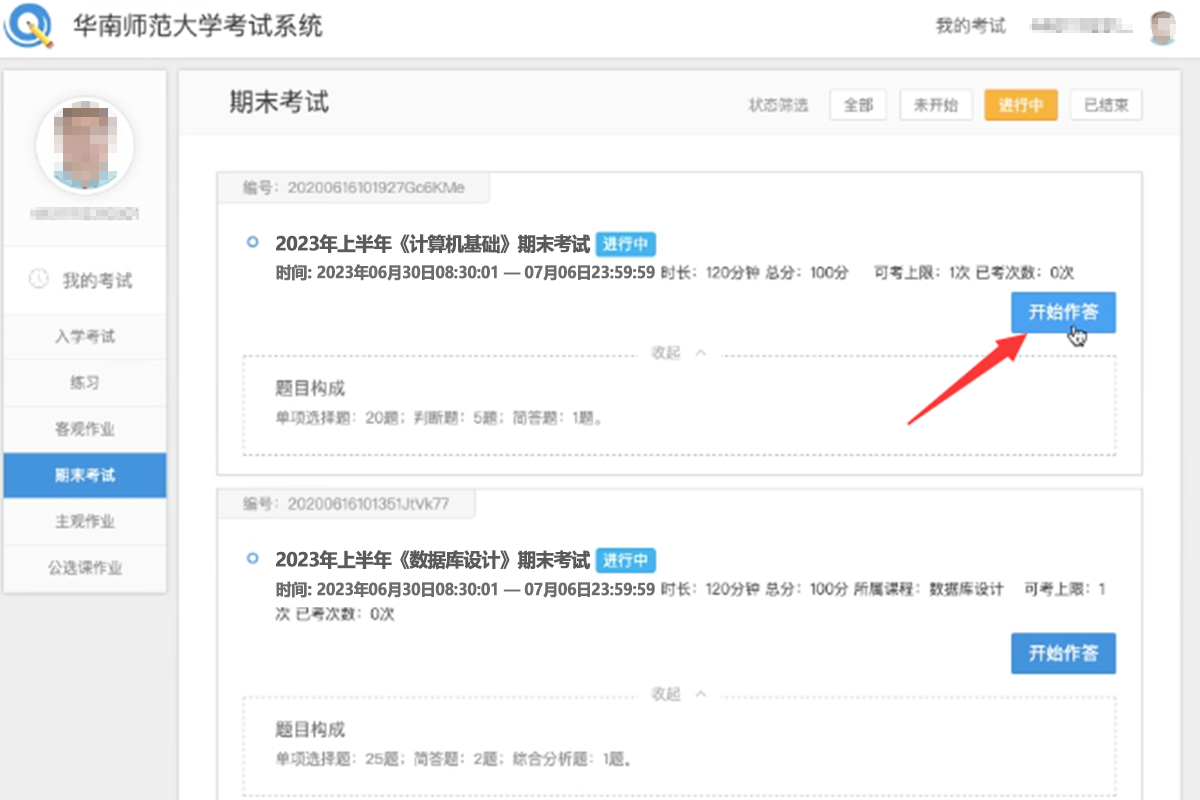 华南师范大学考试系统
我的考试
期末考试
状态筛选 全部 未开始 进行中 已结束
我的考试
入学考试
练习
客观作业
期末考试
主观作业
公选课作业
编号：20200616101927Gc6KMe
2023年上半年《计算机基础》期末考试 进行中
时间: 2023年06月30日08:30:01 — 07月06日23:59:59 时长：120分钟 总分：100分 可考上限：1次 已考次数：0次
开始作答
收起
题目构成
单项选择题：20题；判断题：5题；简答题：1题。
编号：20200616101351JtVk77
2023年上半年《数据库设计》期末考试 进行中
时间: 2023年06月30日08:30:01 — 07月06日23:59:59 时长：120分钟 总分：100分 所属课程：数据库设计 可考上限：1
次 已考次数：0次
开始作答
收起
题目构成
单项选择题：25题；简答题：2题；综合分析题：1题。